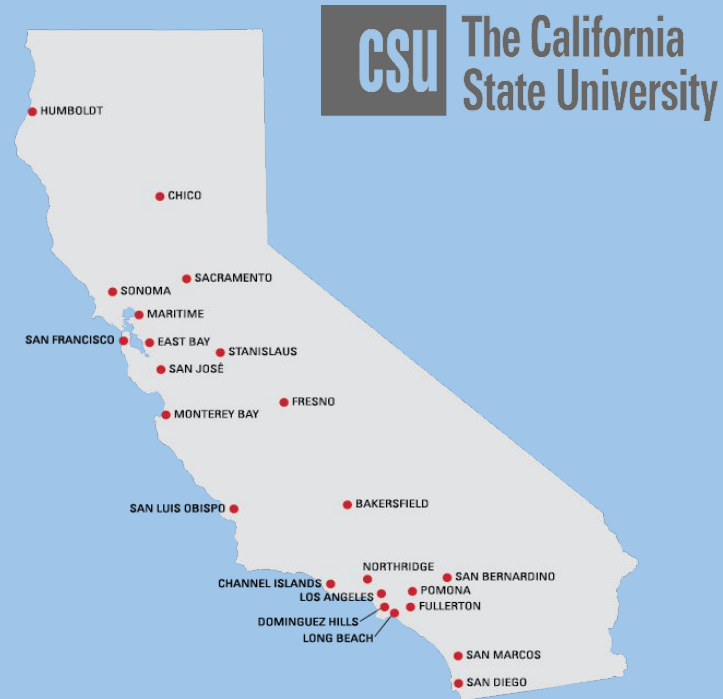 CSU
The California
State University
HUMBOLDT
CHICO
SACRAMENTO
SONOMA
MARITIME
SAN FRANCISCO
EAST BAY
STANISLAUS
SAN JOSÉ
FRESNO
MONTEREY BAY
BAKERSFIELD
SAN LUIS OBISPO
NORTHRIDGE
SAN BERNARDINO
CHANNEL ISLANDS
POMONA
LOS ANGELES
FULLERTON
DOMINGUEZ HILLS
LONG BEACH
SAN MARCOS
SAN DIEGO